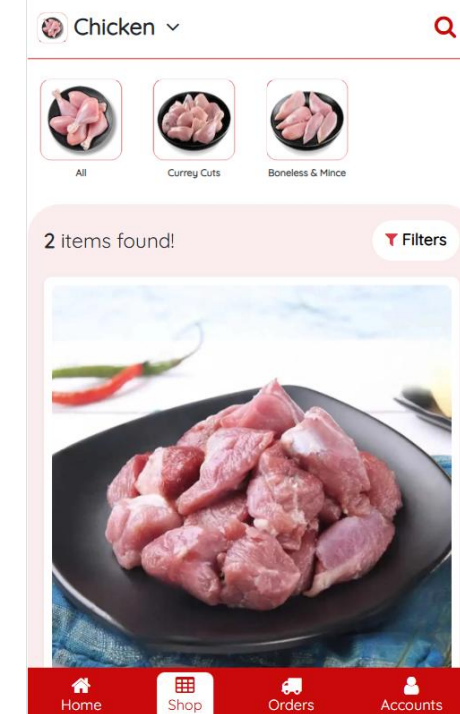 Chicken
All
Currey Cuts
Boneless & Mince
2 items found!
Filters
Home
Shop
Orders
Accounts